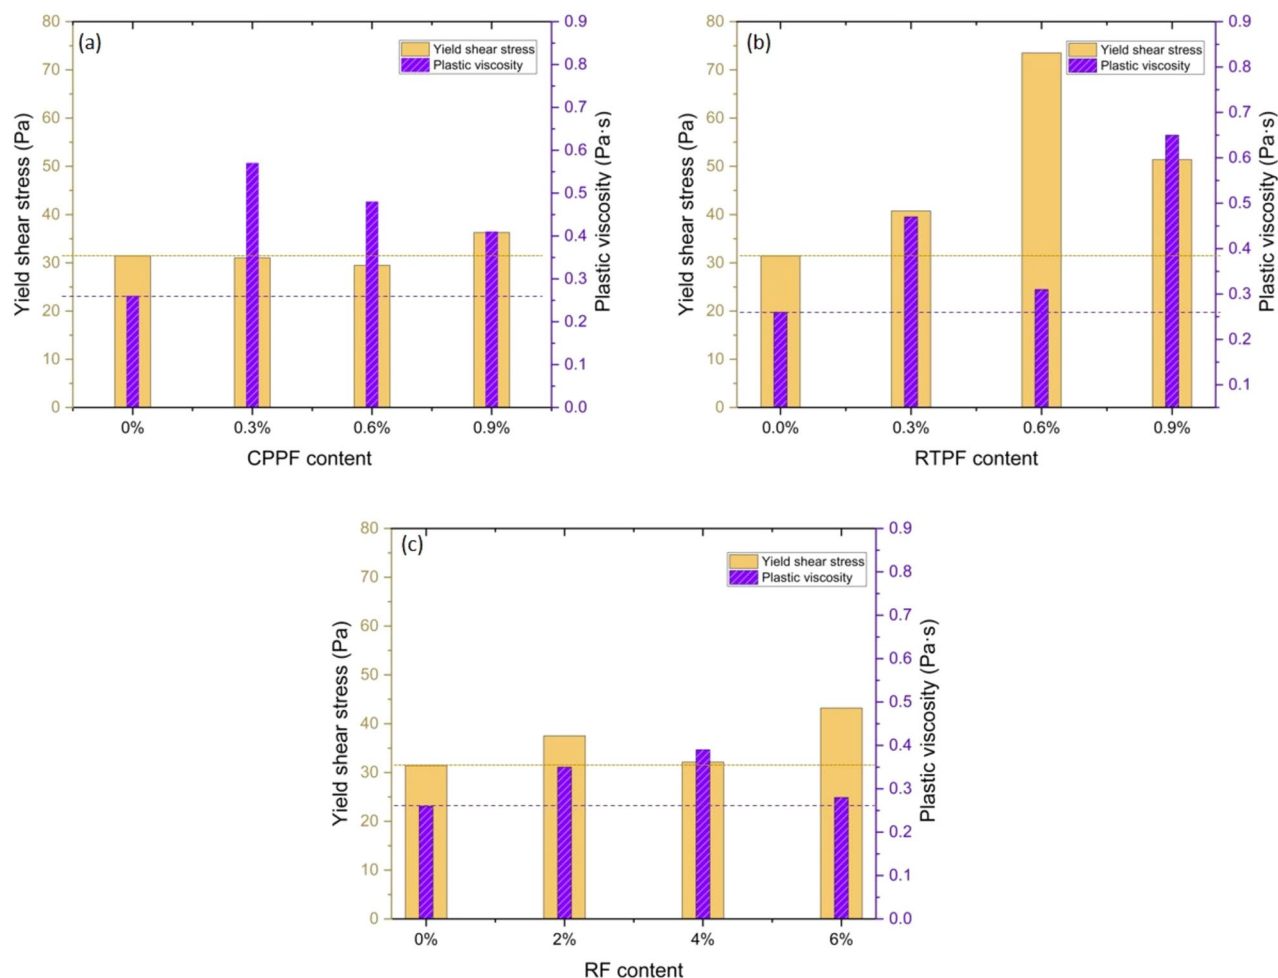 (a)
Yield shear stress
Plastic viscosity
80
70
60
50
40
30
20
10
0
Yield shear stress (Pa)
0.9
0.8
0.7
0.6
0.5
0.4
0.3
0.2
0.1
0.0
Plastic viscosity (Pa·s)
0% 0.3% 0.6% 0.9%
CPPF content
(b)
Yield shear stress
Plastic viscosity
80
70
60
50
40
30
20
10
0
Yield shear stress (Pa)
0.9
0.8
0.7
0.6
0.5
0.4
0.3
0.2
0.1
Plastic viscosity (Pa·s)
0.0% 0.3% 0.6% 0.9%
RTPF content
(c)
Yield shear stress
Plastic viscosity
80
70
60
50
40
30
20
10
0
Yield shear stress (Pa)
0.9
0.8
0.7
0.6
0.5
0.4
0.3
0.2
0.1
0.0
Plastic viscosity (Pa·s)
0% 2% 4% 6%
RF content